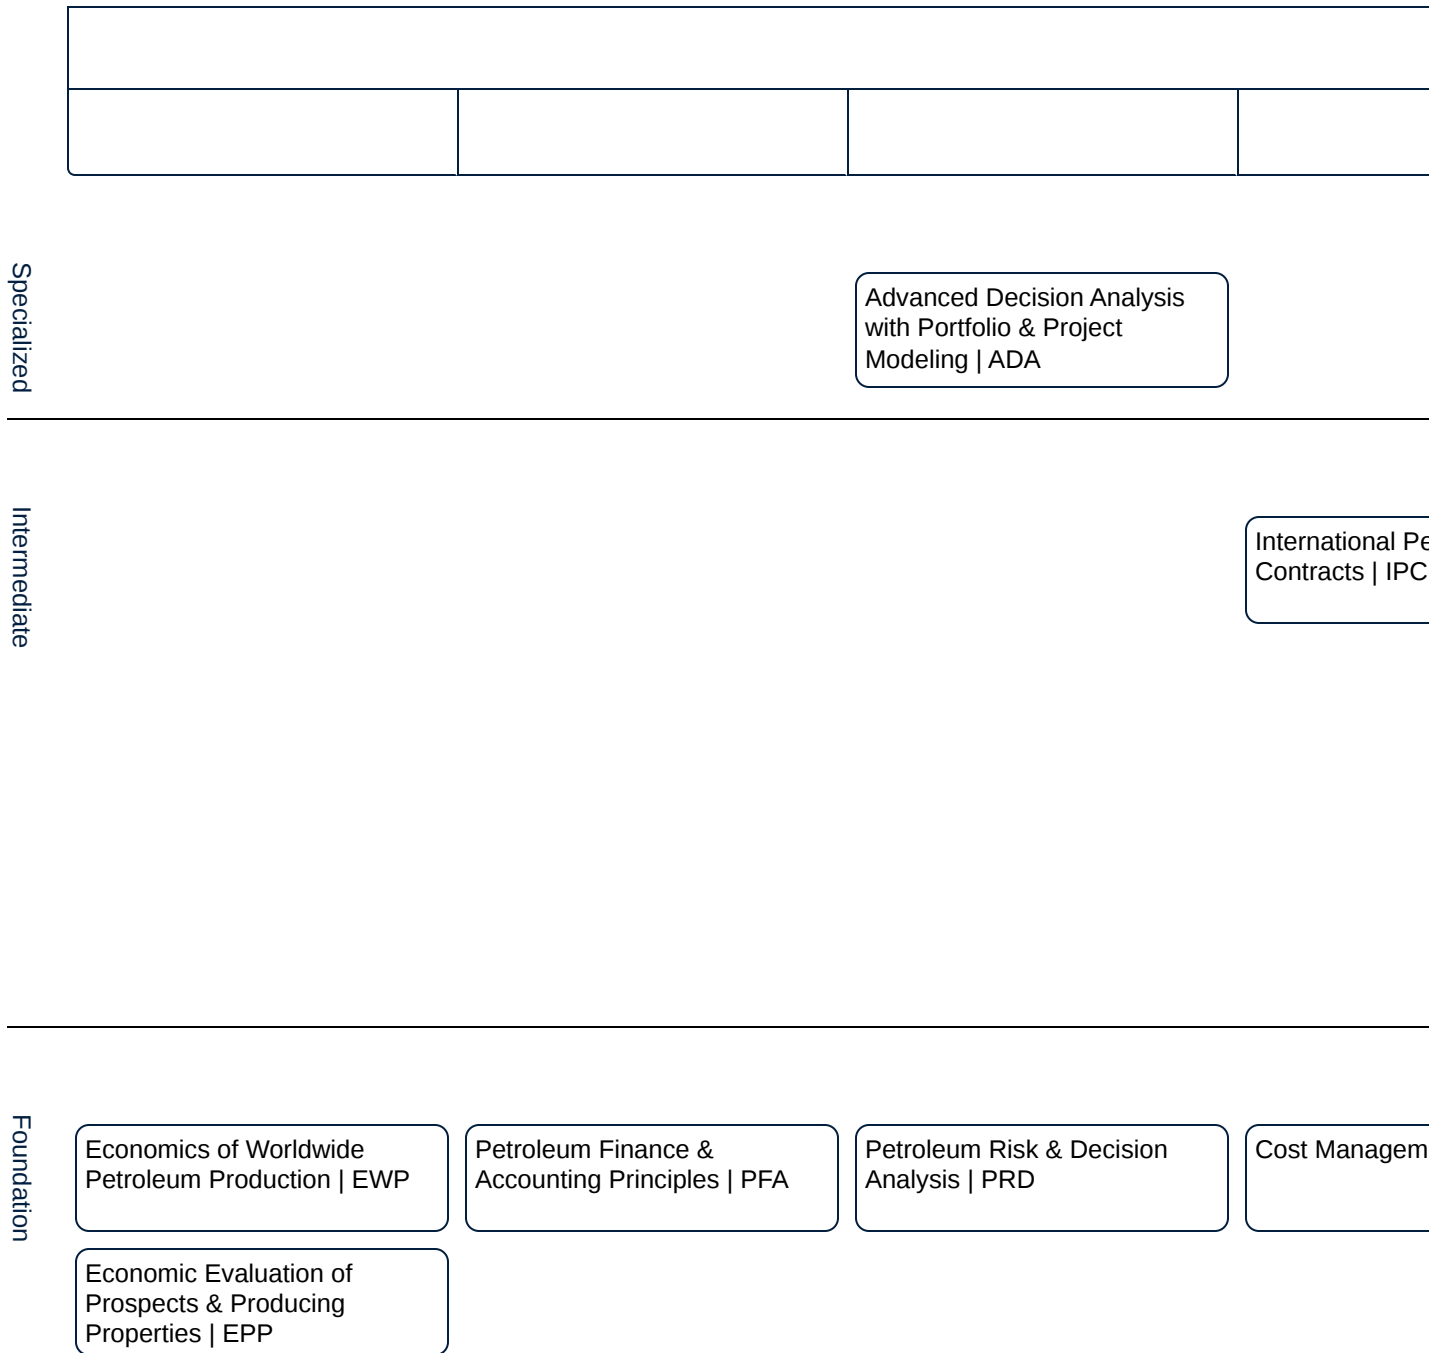 Specialized
Advanced Decision Analysis
with Portfolio & Project
Modeling | ADA
Intermediate
International
Contracts | IPC
Foundation
Economics of Worldwide
Petroleum Production | EWP
Petroleum Finance &
Accounting Principles | PFA
Petroleum Risk & Decision
Analysis | PRD
Cost
Economic Evaluation of
Prospects & Producing
Properties | EPP